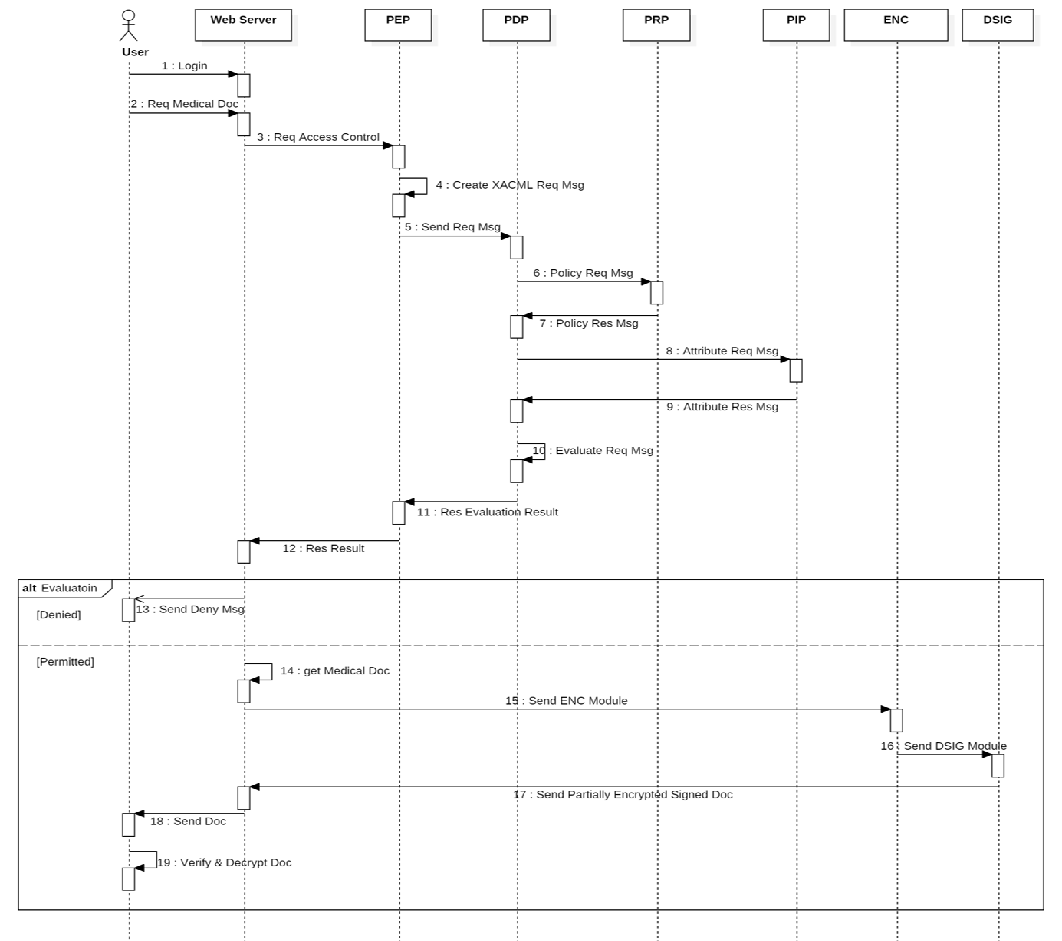 Web Server
PEP
PDP
PRP
PIP
ENC
DSIG
User
1 : Login
2 : Req Medical Doc
3 : Req Access Control
4 : Create XACML Req Msg
5 : Send Req Msg
6 : Policy Req Msg
7 : Policy Res Msg
8 : Attribute Req Msg
9 : Attribute Res Msg
10 : Evaluate Req Msg
11 : Res Evaluation Result
12 : Res Result
alt Evaluatoin
13 : Send Deny Msg
[Denied]
[Permitted]
14 : get Medical Doc
15 : Send ENC Module
16 : Send DSIG Module
17 : Send Partially Encrypted Signed Doc
18 : Send Doc
19 : Verify & Decrypt Doc